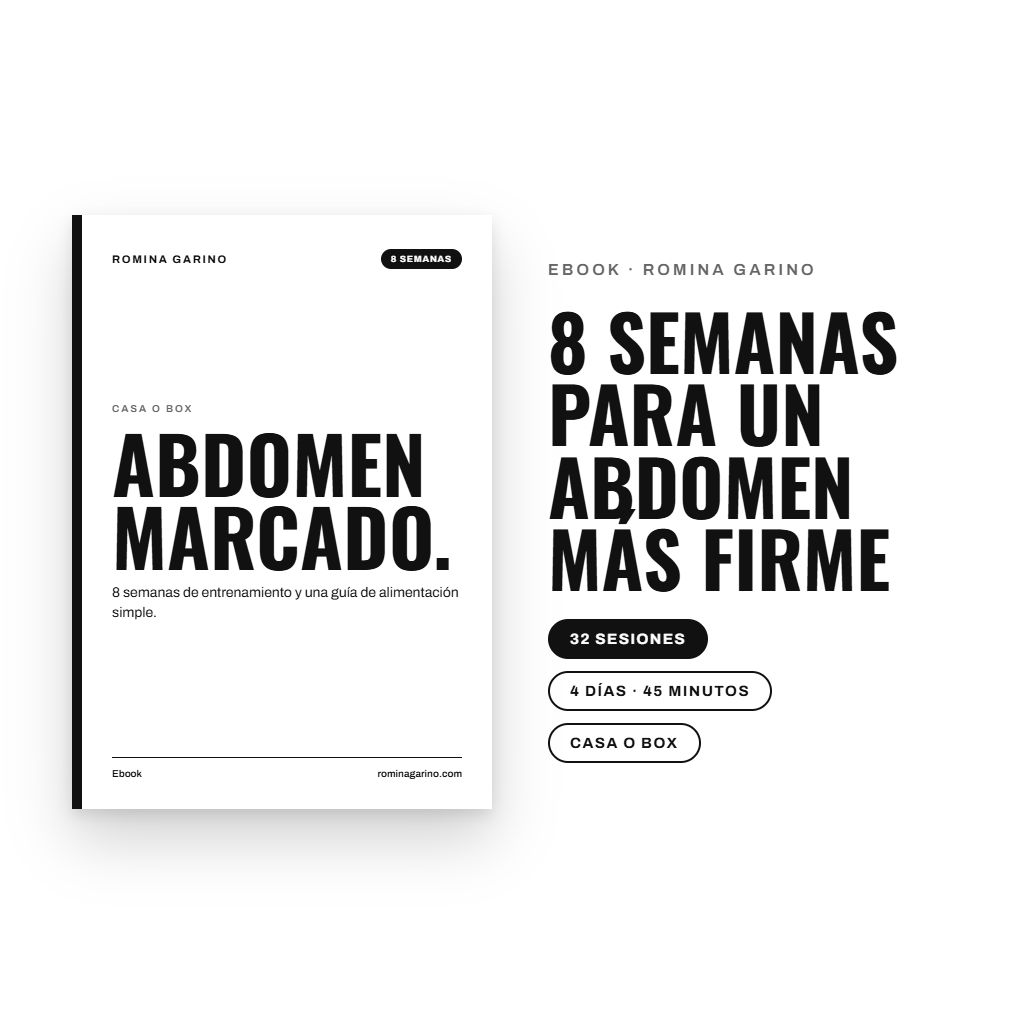 ROMINA GARINO
8 SEMANAS
CASA O BOX
ABDOMEN
MARCADO.
8 semanas de entrenamiento y una guía de alimentación
simple.
Ebook
rominagarino.com
EBOOK · ROMINA GARINO
8 SEMANAS
PARA UN
ABDOMEN
MÁS FIRME
32 SESIONES
4 DÍAS · 45 MINUTOS
CASA O BOX